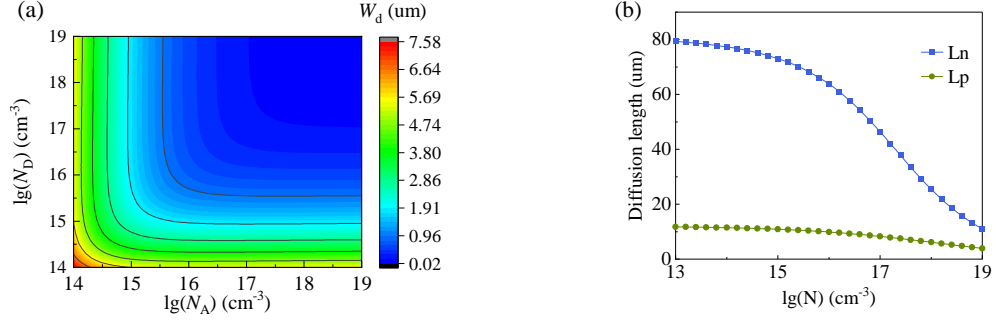 (a)
W_d (um)
19
18
17
16
15
14
lg(N_D) (cm^-3)
14 15 16 17 18 19
lg(N_A) (cm^-3)
7.58
6.64
5.69
4.74
3.80
2.85
1.91
0.96
0.02
(b)
80
60
40
20
0
Diffusion length (um)
Ln
Lp
13 15 17 19
lg(N) (cm^-3)